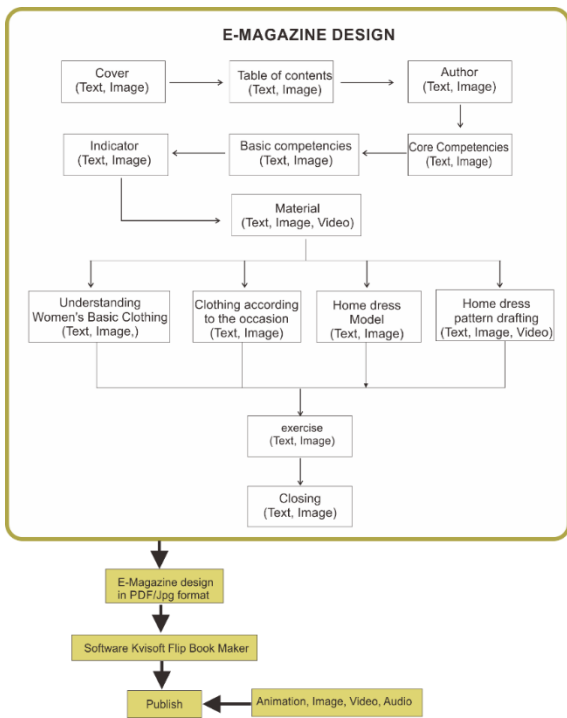 E-MAGAZINE DESIGN
Cover
(Text, Image)
Table of contents
(Text, Image)
Author
(Text, Image)
Core Competencies
(Text, Image)
Basic competencies
(Text, Image)
Indicator
(Text, Image)
Material
(Text, Image, Video)
Understanding
Women's Basic Clothing
(Text, Image,)
Clothing according
to the occasion
(Text, Image)
Home dress
Model
(Text, Image)
Home dress
pattern drafting
(Text, Image, Video)
exercise
(Text, Image)
Closing
(Text, Image)
E-Magazine design
in PDF/Jpg format
Software Kvisoft Flip Book Maker
Publish
Animation, Image, Video, Audio